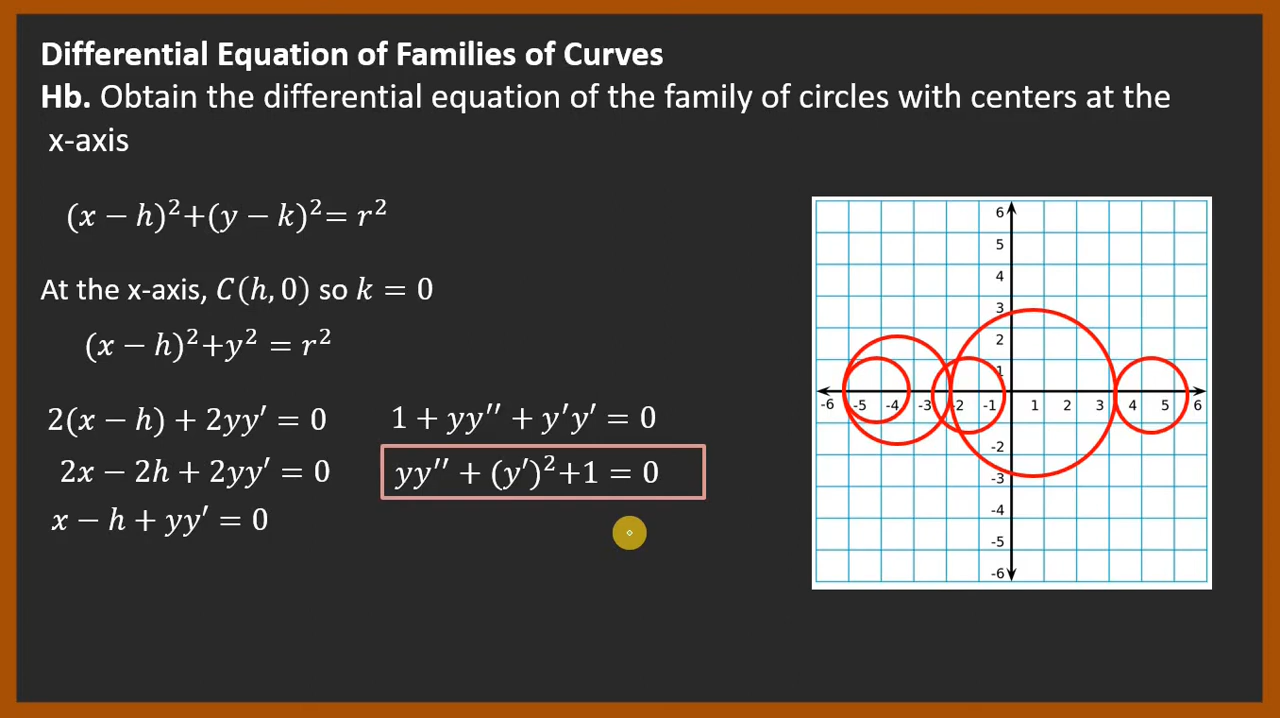 Differential Equation of Families of Curves
Hb. Obtain the differential equation of the family of circles with centers at the
x-axis
(x − h)²+(y − k)²= r²
At the x-axis, C(h, 0) so k = 0
(x − h)²+y² = r²
2(x − h) + 2yy′ = 0
2x − 2h + 2yy′ = 0
x − h + yy′ = 0
1 + yy′′ + y′y′ = 0
yy′′ + (y′)²+1 = 0
6
5
4
3
2
1
-6 -5 -4 -3 -2 -1 1 2 3 4 5 6
-2
-3
-4
-5
-6